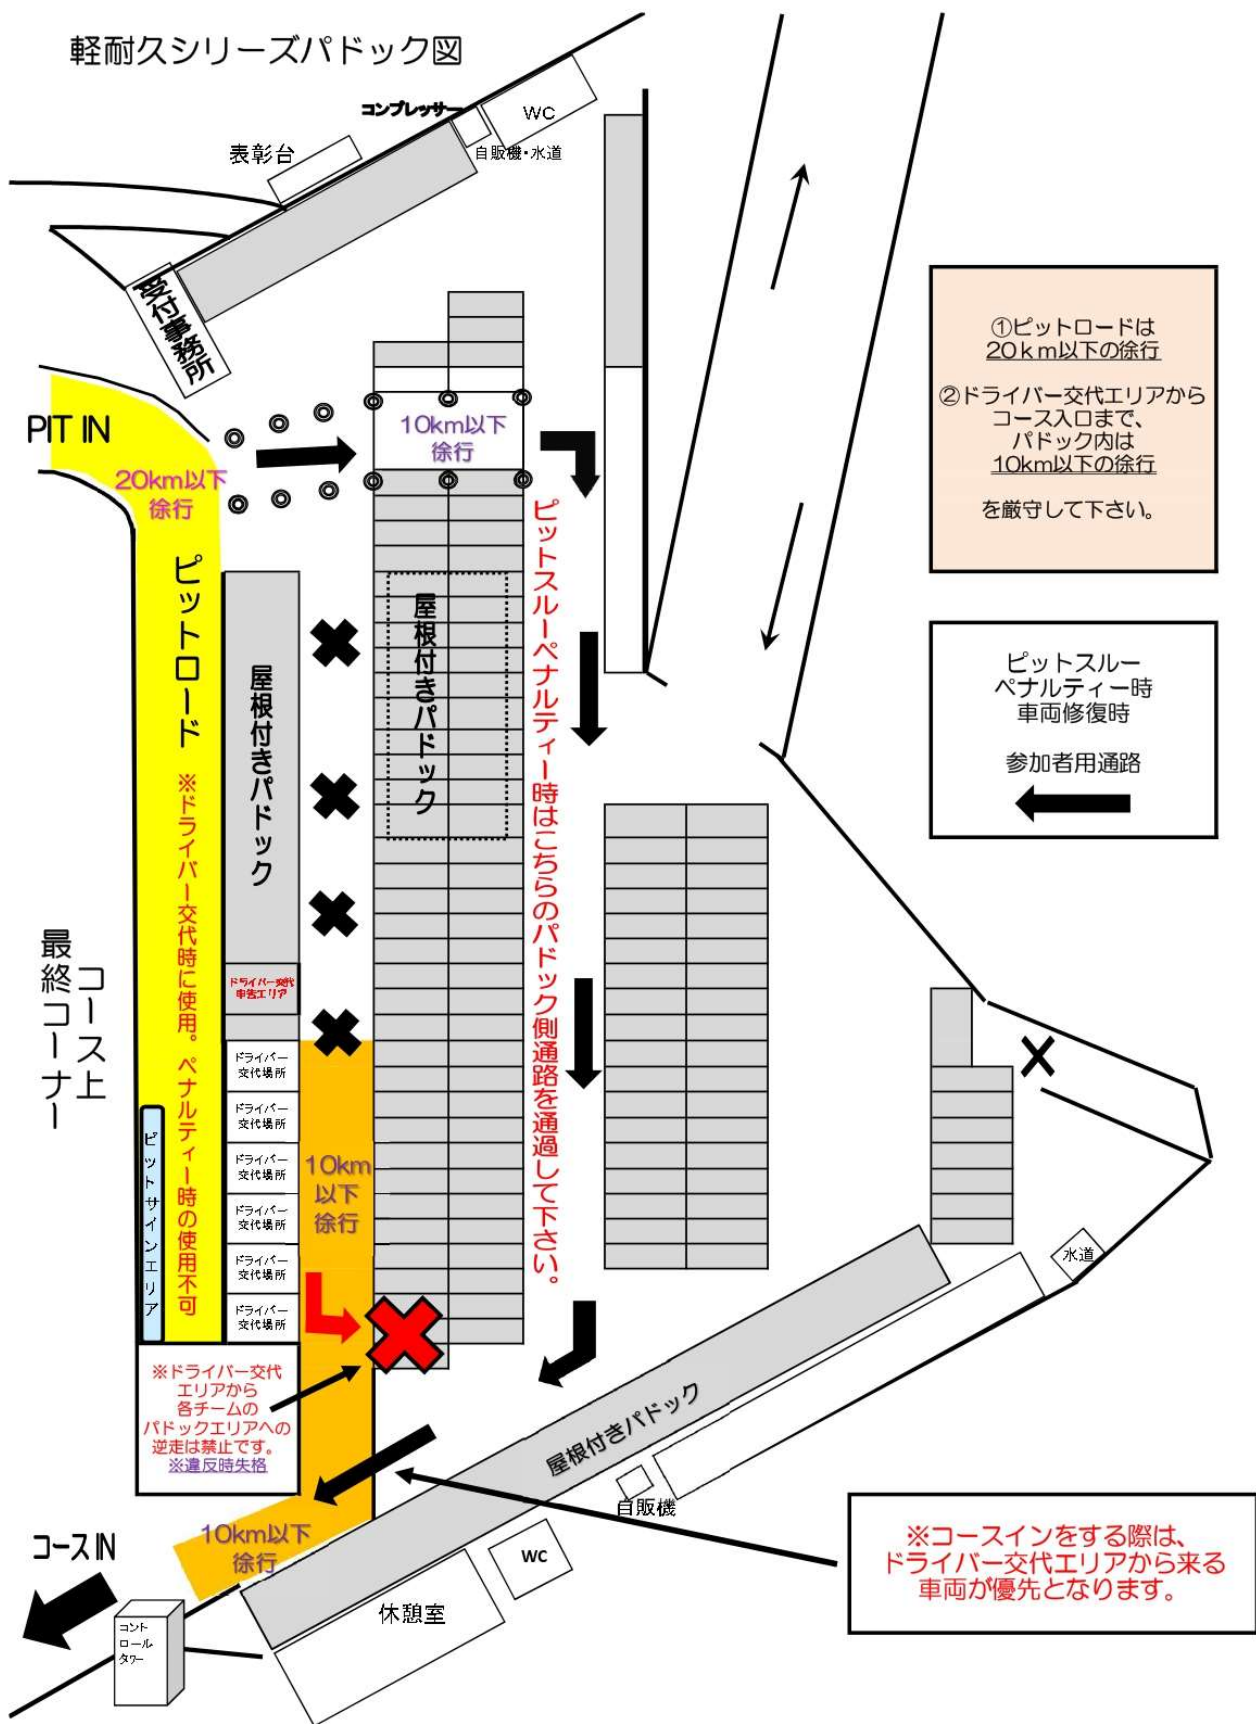 軽耐久シリーズパドック図
コンプレッサー
WC
自販機・水道
表彰台
受付事務所
①ピットロードは
20km以下の徐行
②ドライバー交代エリアから
コース入口まで、
パドック内は
10km以下の徐行
を厳守して下さい。
PIT IN
20km以下
徐行
10km以下
徐行
ピットロード
※ドライバー交代時に使用。ペナルティー時の使用不可
屋根付きパドック
屋根付きパドック
ピットスルーペナルティー時はこちらのパドック側通路を通過して下さい。
ピットスルー
ペナルティー時
車両修復時
参加者用通路
コース上
最終コーナー
ドライバー交代
申告エリア
ドライバー
交代場所
ドライバー
交代場所
ドライバー
交代場所
ドライバー
交代場所
ドライバー
交代場所
ドライバー
交代場所
ピットサインエリア
10km
以下
徐行
水道
※ドライバー交代
エリアから
各チームの
パドックエリアへの
逆走は禁止です。
※違反時失格
屋根付きパドック
自販機
WC
休憩室
10km以下
徐行
コースIN
コント
ロール
タワー
※コースインをする際は、
ドライバー交代エリアから来る
車両が優先となります。